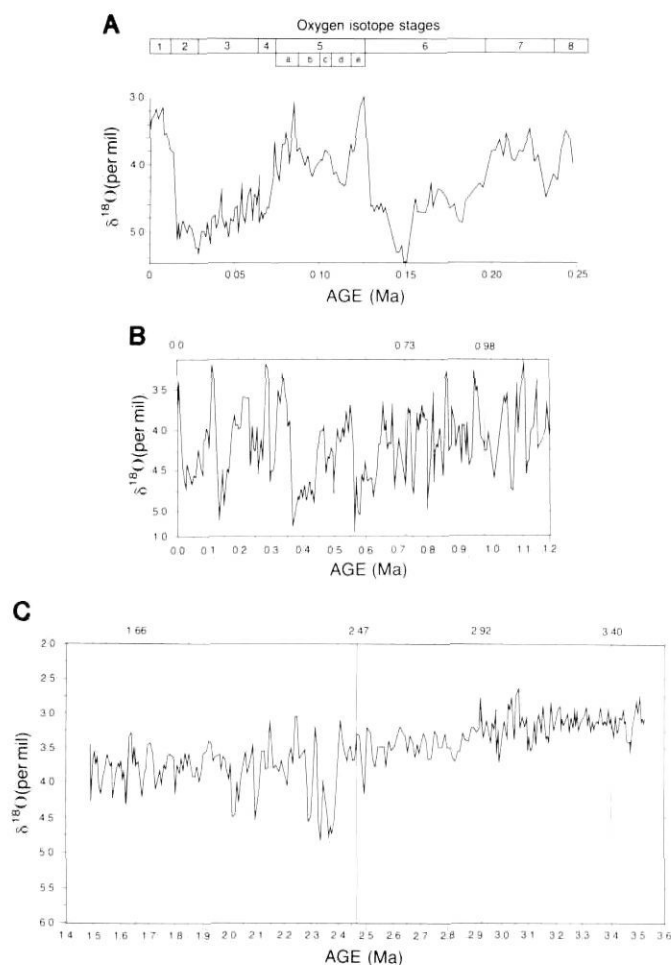 A
Oxygen isotope stages
1 2 3 4 5 6 7 8
a b c d e
3.0
4.0
5.0
δ¹⁸O(per mil)
0 0.05 0.10 0.15 0.20 0.25
AGE (Ma)
B
0.0 0.73 0.98
3.5
4.0
4.5
5.0
1.0
δ¹⁸O(per mil)
0.0 0.1 0.2 0.3 0.4 0.5 0.6 0.7 0.8 0.9 1.0 1.1 1.2
AGE (Ma)
C
1.66 2.47 2.92 3.40
2.0
2.5
3.0
3.5
4.0
4.5
5.0
5.5
6.0
δ¹⁸O(per mil)
1.4 1.5 1.6 1.7 1.8 1.9 2.0 2.1 2.2 2.3 2.4 2.5 2.6 2.7 2.8 2.9 3.0 3.1 3.2 3.3 3.4 3.5 3.6
AGE (Ma)